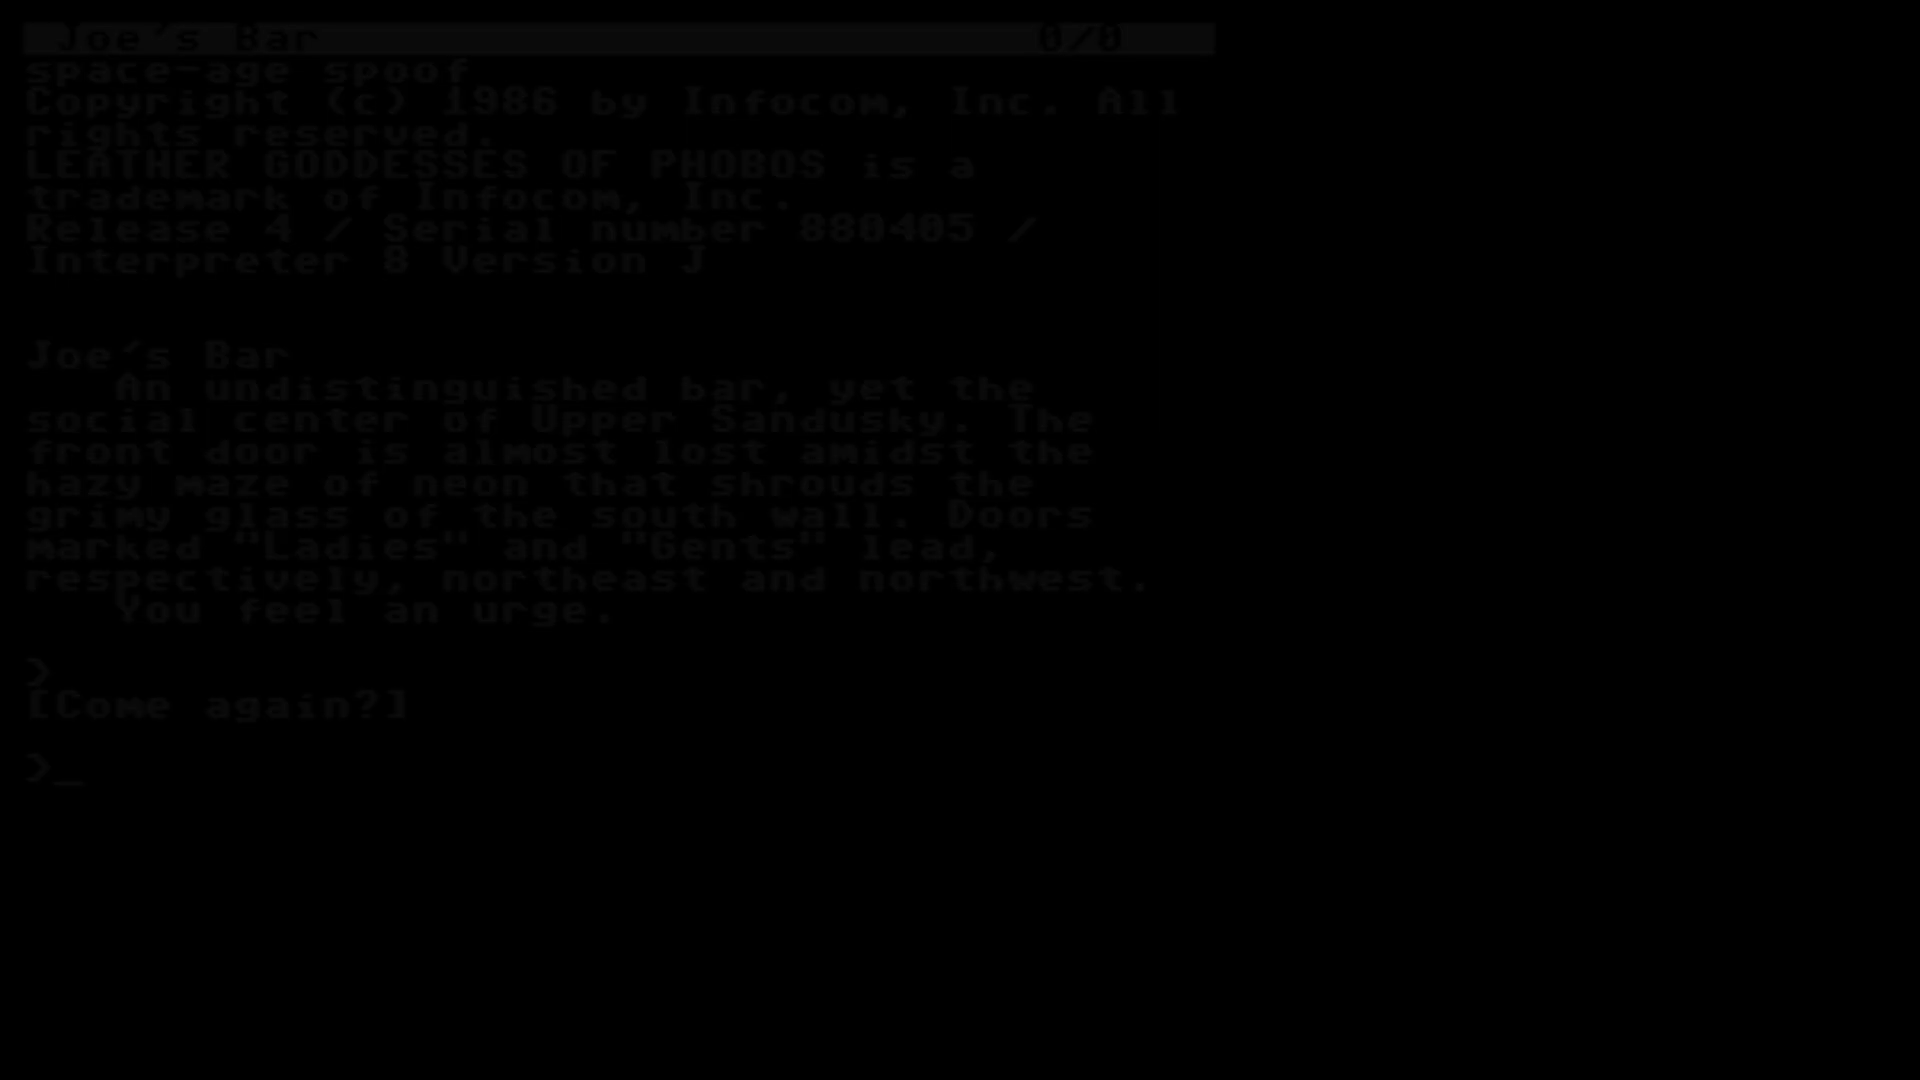 Joe's Bar 0/0
space-age spoof
Copyright (c) 1986 by Infocom, Inc. All
rights reserved.
LEATHER GODDESSES OF PHOBOS is a
trademark of Infocom, Inc.
Release 4 / Serial number 880405 /
Interpreter 8 Version J
Joe's Bar
An undistinguished bar, yet the
social center of Upper Sandusky. The
front door is almost lost amidst the
hazy maze of neon that shrouds the
grimy glass of the south wall. Doors
marked "Ladies" and "Gents" lead,
respectively, northeast and northwest.
You feel an urge.
>
[Come again?]
>_